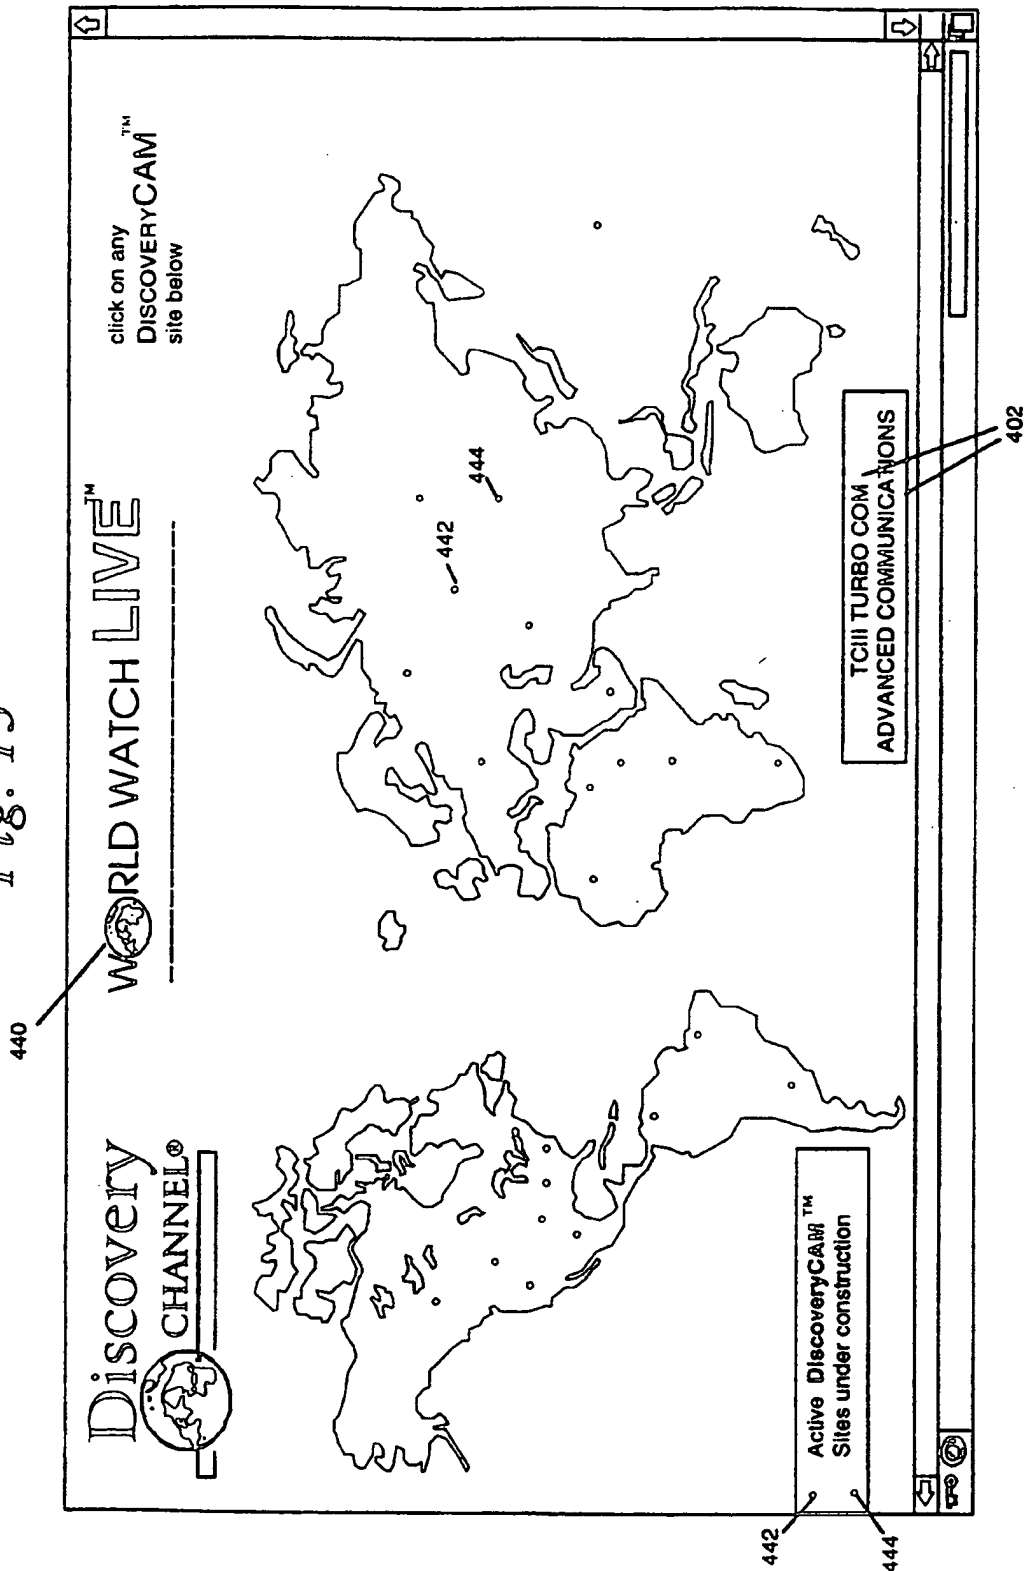 440
Discovery
CHANNEL®
WORLD WATCH LIVE™
click on any
DISCOVERYCAM™
site below
442
444
442
444
Active DiscoveryCAM™
Sites under construction
TCIII TURBO COM
ADVANCED COMMUNICATIONS
402